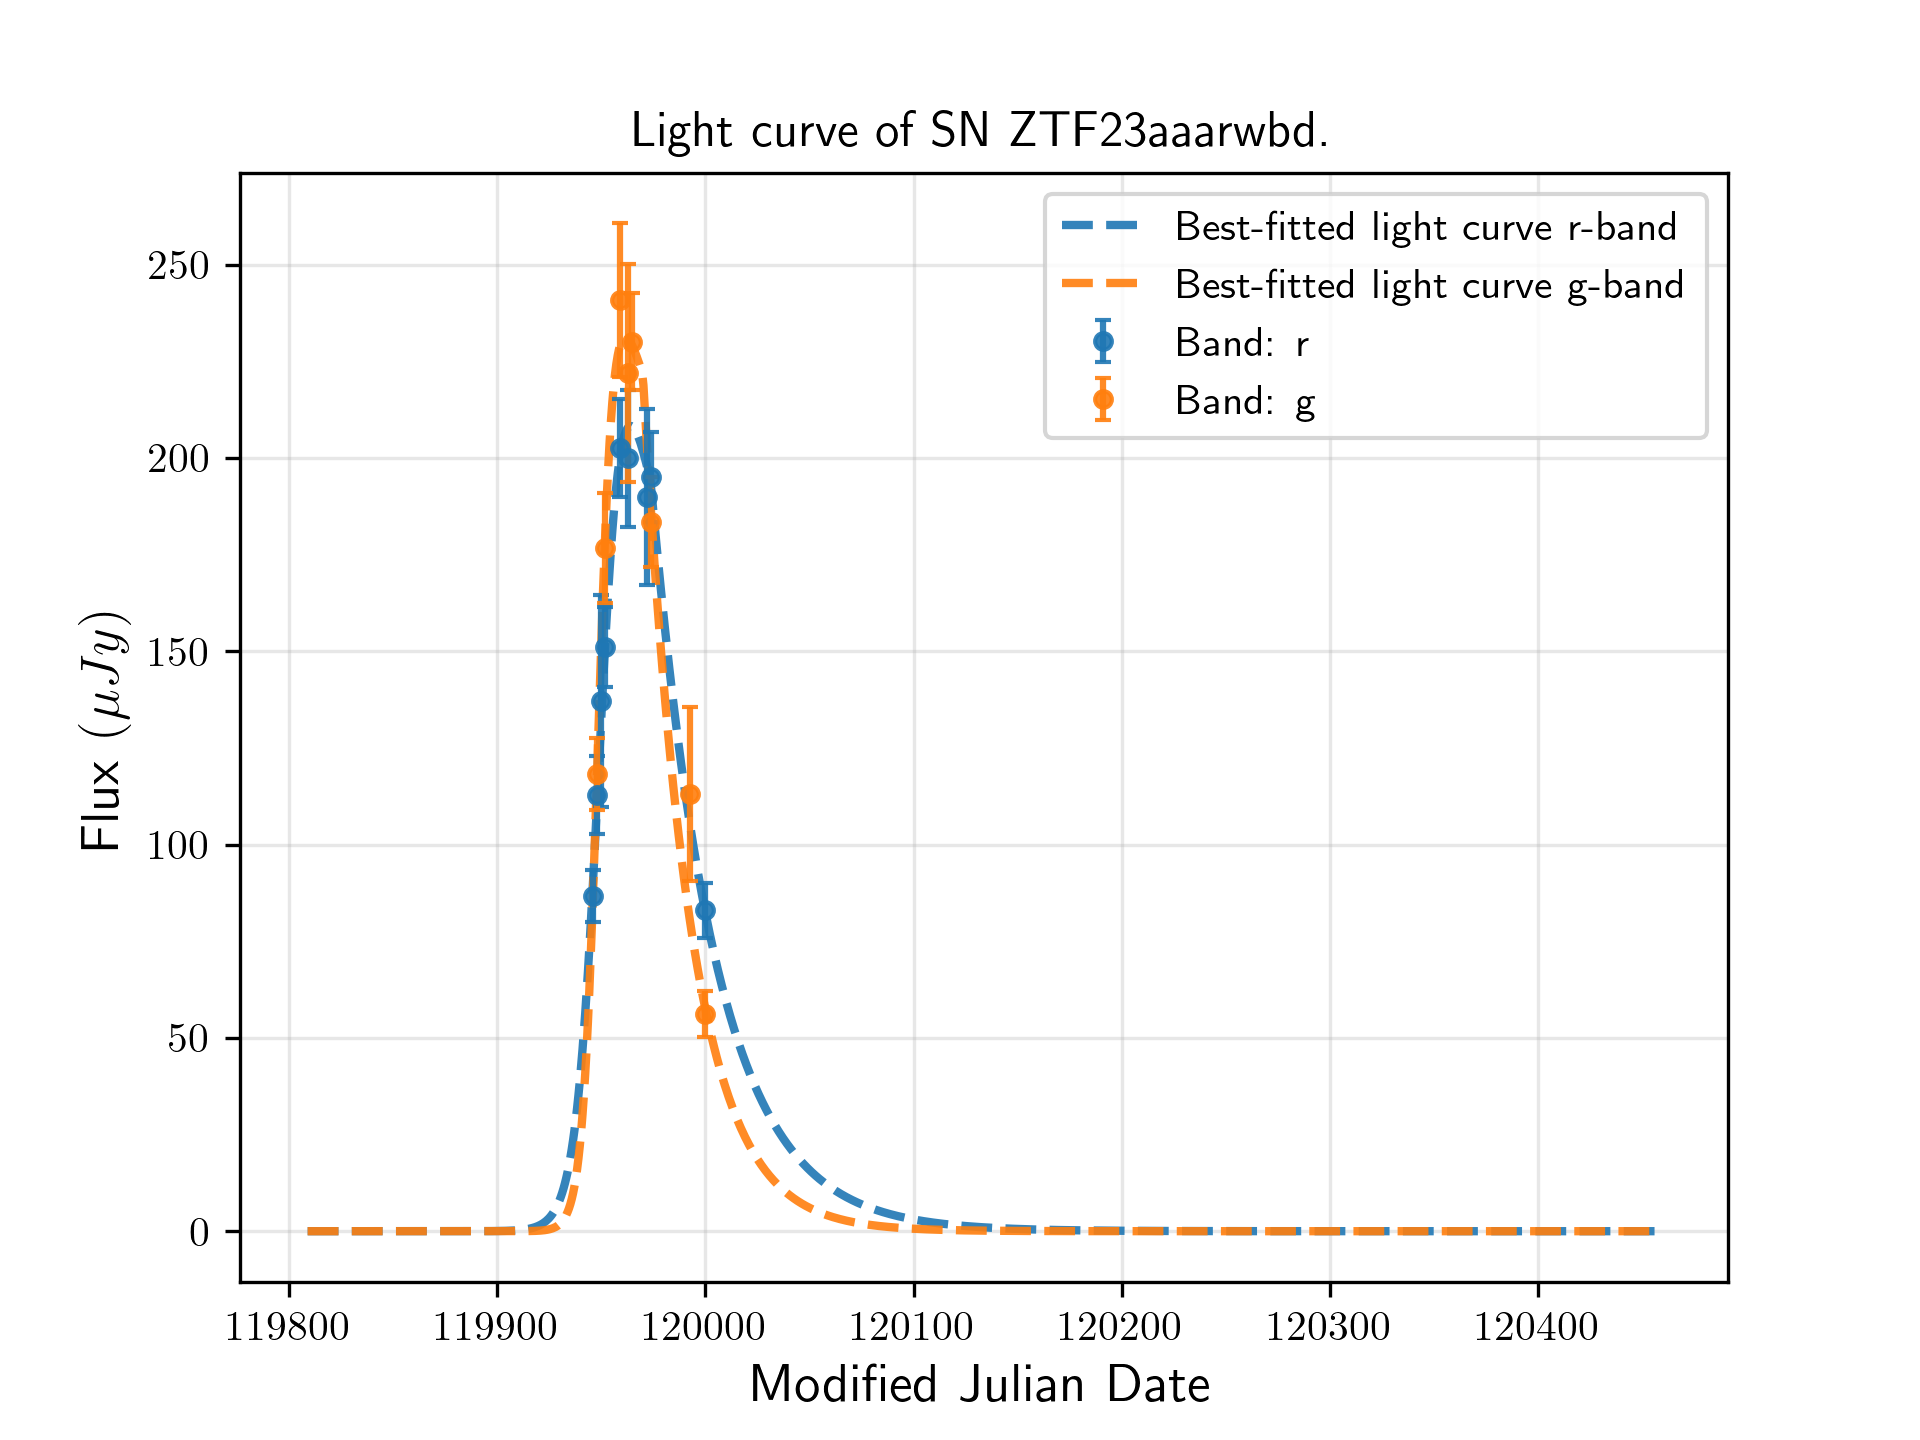 Light curve of SN ZTF23aaarwbd.
Best-fitted light curve r-band
Best-fitted light curve g-band
Band: r
Band: g
Flux (μJy)
250
200
150
100
50
0
119800 119900 120000 120100 120200 120300 120400
Modified Julian Date